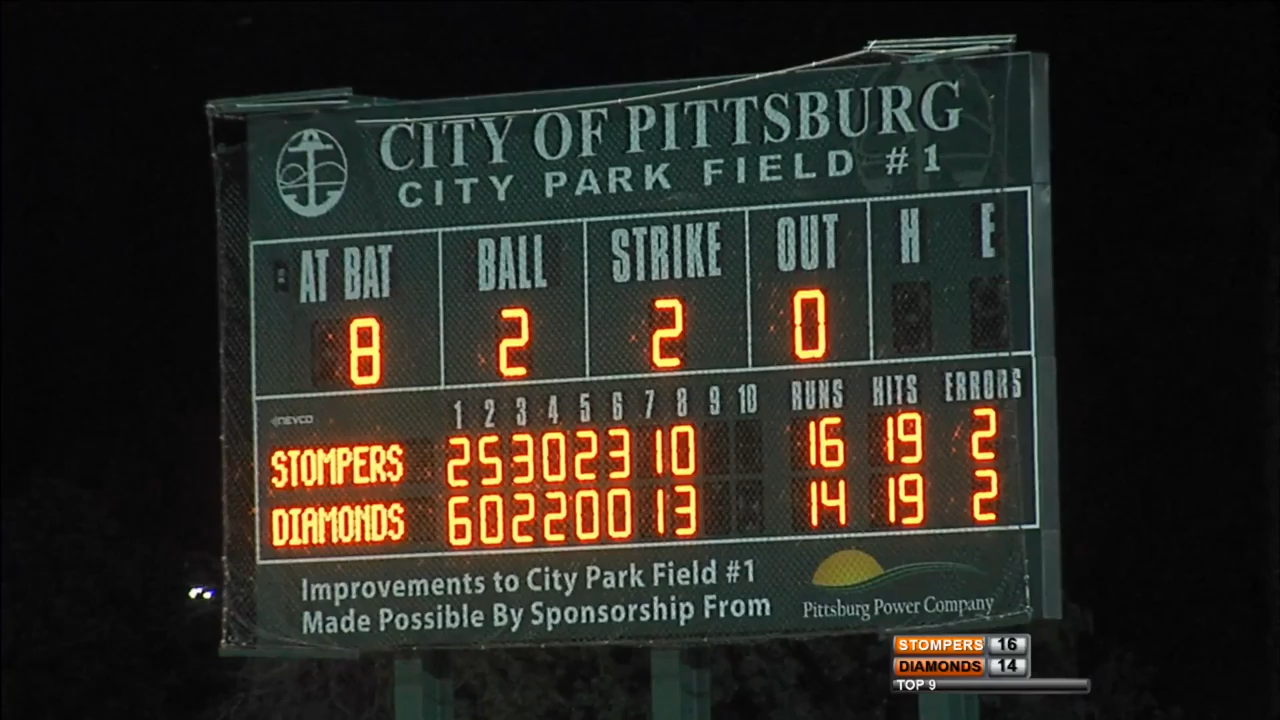 CITY OF PITTSBURG
CITY PARK FIELD #1
AT BAT BALL STRIKE OUT H E
8 2 2 0
NEVCO 1 2 3 4 5 6 7 8 9 10 RUNS HITS ERRORS
STOMPERS 2 5 3 0 2 3 1 0 16 19 2
DIAMONDS 6 0 2 2 0 0 1 3 14 19 2
Improvements to City Park Field #1
Made Possible By Sponsorship From
Pittsburg Power Company
STOMPERS 16
DIAMONDS 14
TOP 9